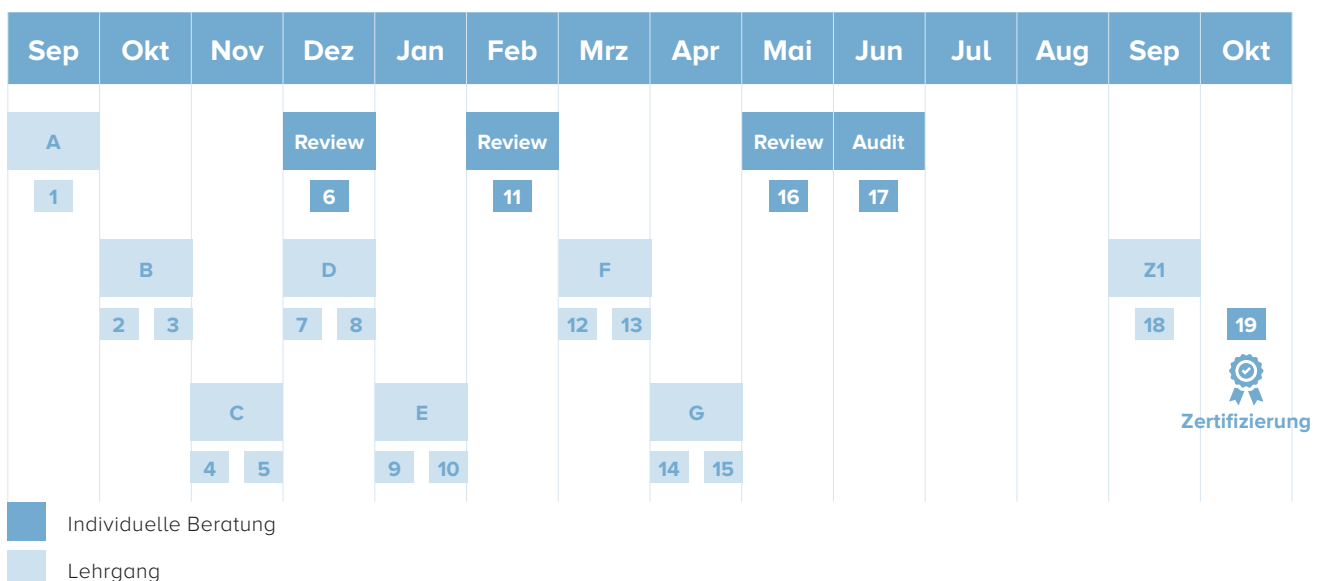 Sep Okt Nov Dez Jan Feb Mrz Apr Mai Jun Jul Aug Sep Okt
A Review Review Review Audit
1 6 11 16 17
B D F Z1
2 3 7 8 12 13 18 19
C E G Zertifizierung
4 5 9 10 14 15
Individuelle Beratung
Lehrgang